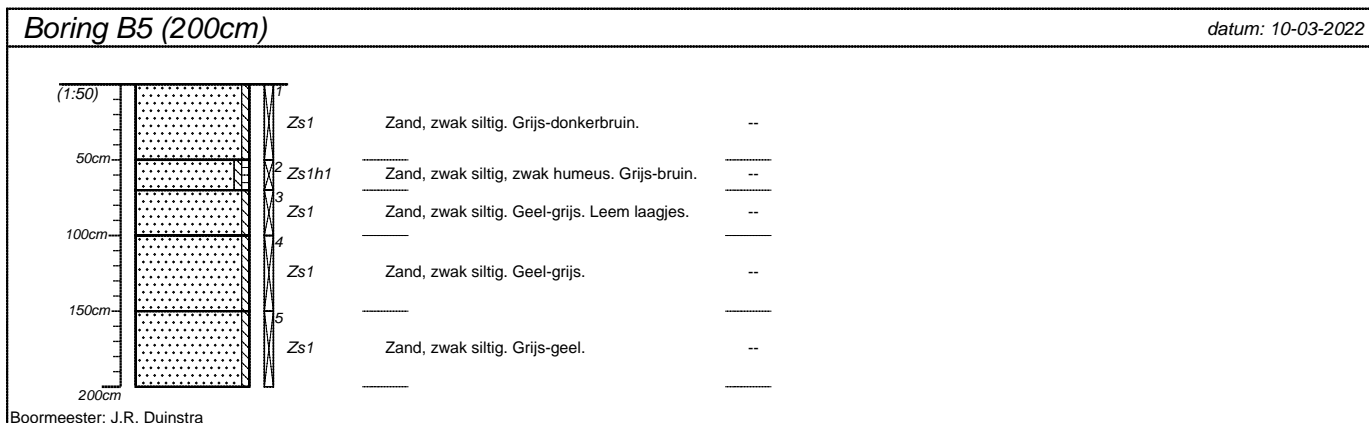 Boring B5 (200cm)
datum: 10-03-2022
(1:50)
1
Zs1 Zand, zwak siltig. Grijs-donkerbruin. --
50cm
2
Zs1h1 Zand, zwak siltig, zwak humeus. Grijs-bruin. --
3
Zs1 Zand, zwak siltig. Geel-grijs. Leem laagjes. --
100cm
4
Zs1 Zand, zwak siltig. Geel-grijs. --
150cm
5
Zs1 Zand, zwak siltig. Grijs-geel. --
200cm
Boormeester: J.R. Duinstra